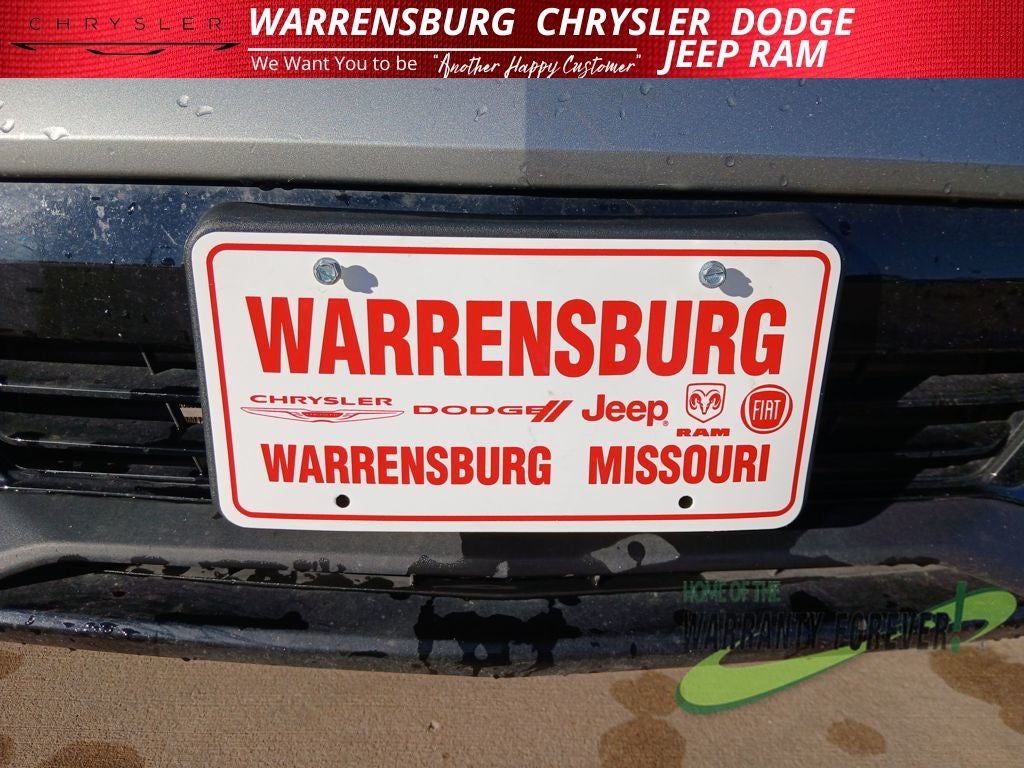 CHRYSLER
WARRENSBURG CHRYSLER DODGE
JEEP RAM
We Want You to be "Another Happy Customer"
WARRENSBURG
CHRYSLER DODGE Jeep® RAM FIAT
WARRENSBURG MISSOURI
HOME OF THE
WARRANTY FOREVER!